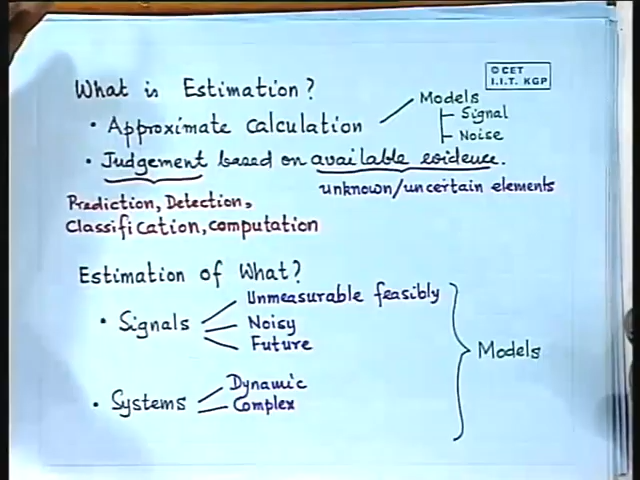 © CET
I.I.T. KGP
What is Estimation?
• Approximate Calculation
Models
Signal
Noise
• Judgement based on available evidence.
unknown/uncertain elements
Prediction, Detection,
Classification, computation
Estimation of What?
• Signals
Unmeasurable feasibly
Noisy
Future
• Systems
Dynamic
Complex
Models